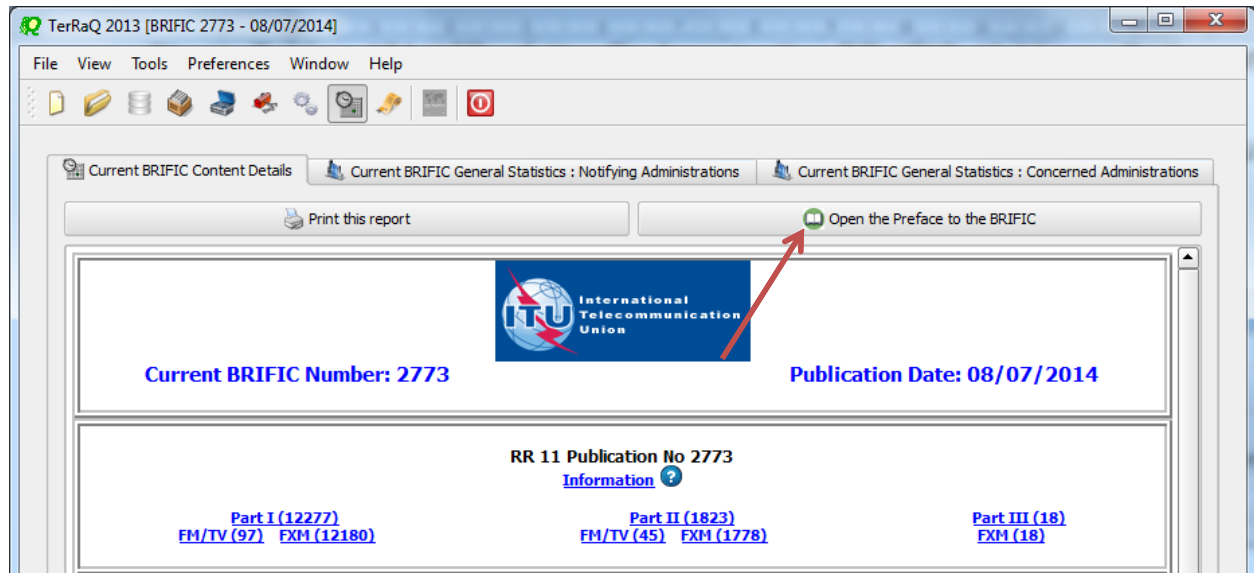 TerRaQ 2013 [BRIFIC 2773 - 08/07/2014]
File View Tools Preferences Window Help
Current BRIFIC Content Details Current BRIFIC General Statistics : Notifying Administrations Current BRIFIC General Statistics : Concerned Administrations
Print this report Open the Preface to the BRIFIC
ITU
International
Telecommunication
Union
Current BRIFIC Number: 2773 Publication Date: 08/07/2014
RR 11 Publication No 2773
Information ?
Part I (12277) Part II (1823) Part III (18)
FM/TV (97) FXM (12180) FM/TV (45) FXM (1778) FXM (18)